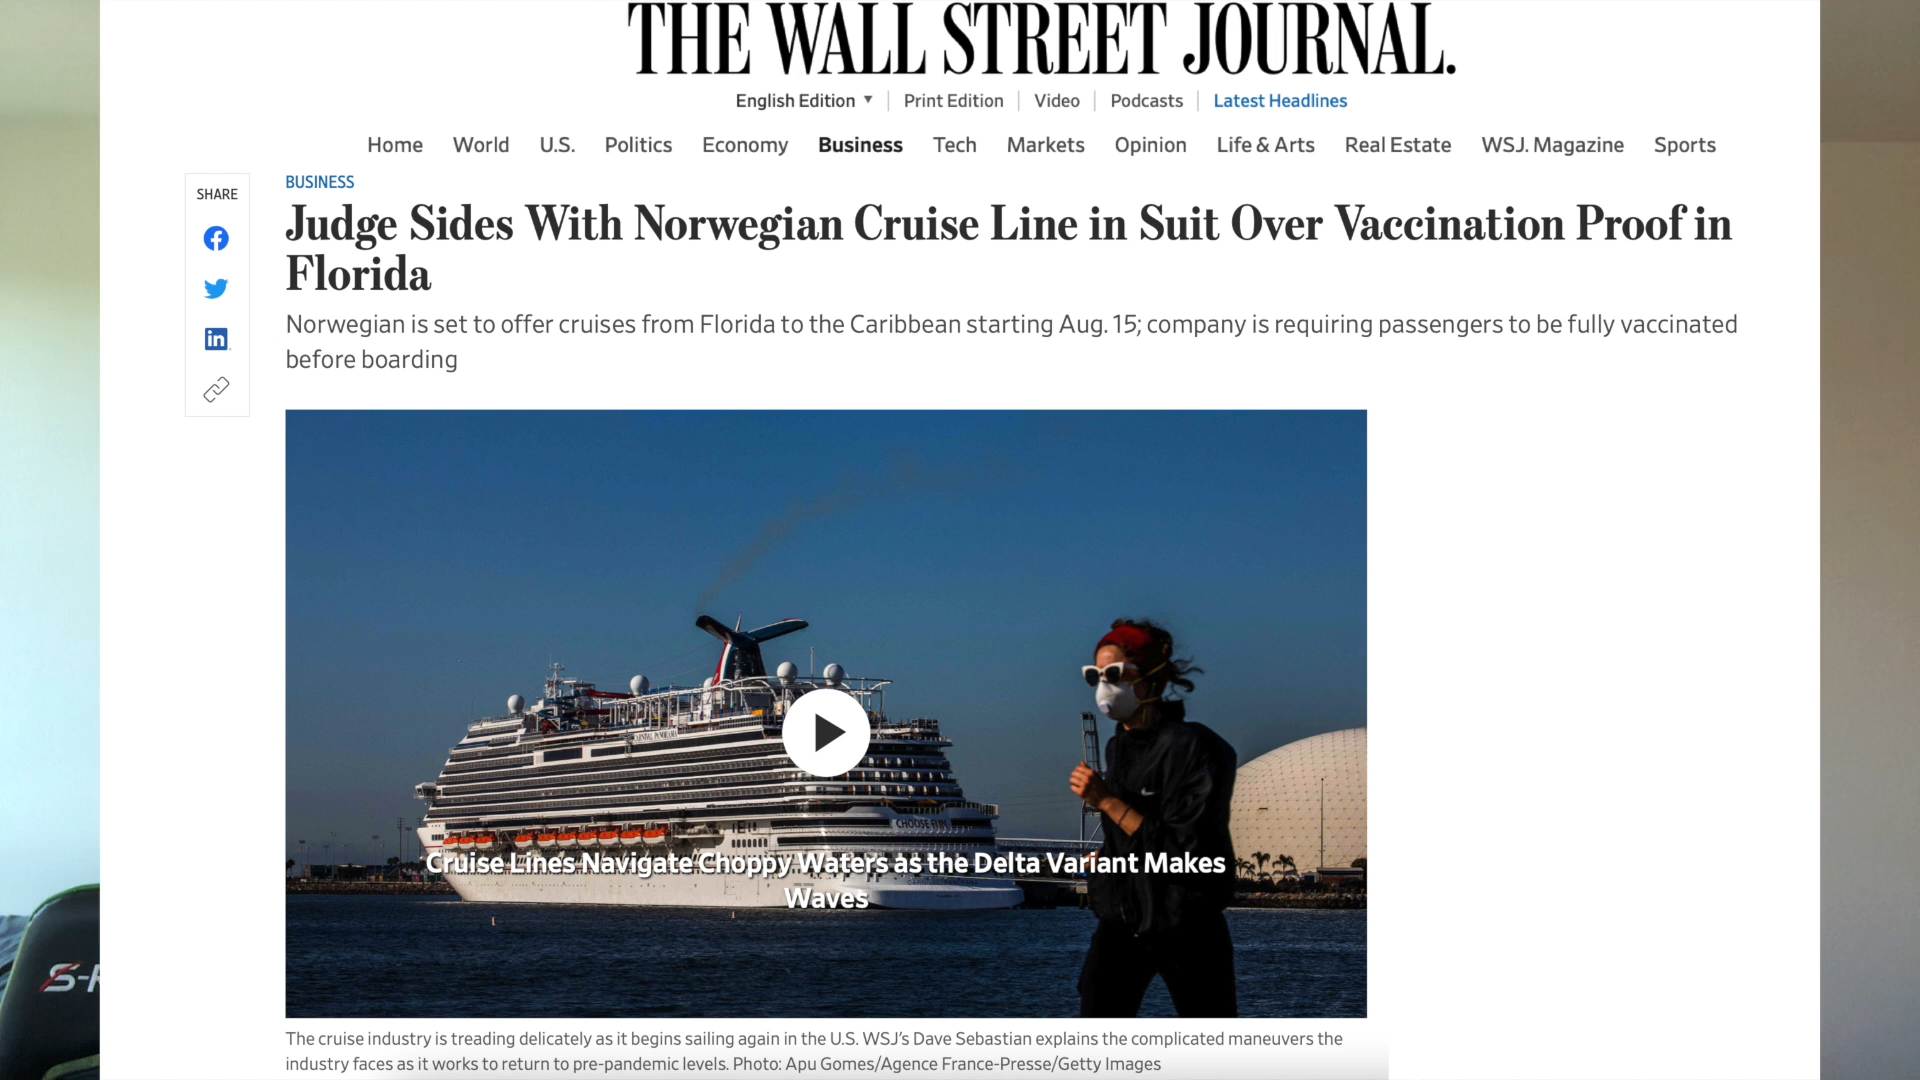 THE WALL STREET JOURNAL.
English Edition ▼ | Print Edition | Video | Podcasts | Latest Headlines
Home World U.S. Politics Economy Business Tech Markets Opinion Life & Arts Real Estate WSJ. Magazine Sports
SHARE
BUSINESS
Judge Sides With Norwegian Cruise Line in Suit Over Vaccination Proof in
Florida
Norwegian is set to offer cruises from Florida to the Caribbean starting Aug. 15; company is requiring passengers to be fully vaccinated
before boarding
CARNIVAL PANORAMA
CHOOSE FUN
Cruise Lines Navigate Choppy Waters as the Delta Variant Makes
Waves
The cruise industry is treading delicately as it begins sailing again in the U.S. WSJ's Dave Sebastian explains the complicated maneuvers the
industry faces as it works to return to pre-pandemic levels. Photo: Apu Gomes/Agence France-Presse/Getty Images